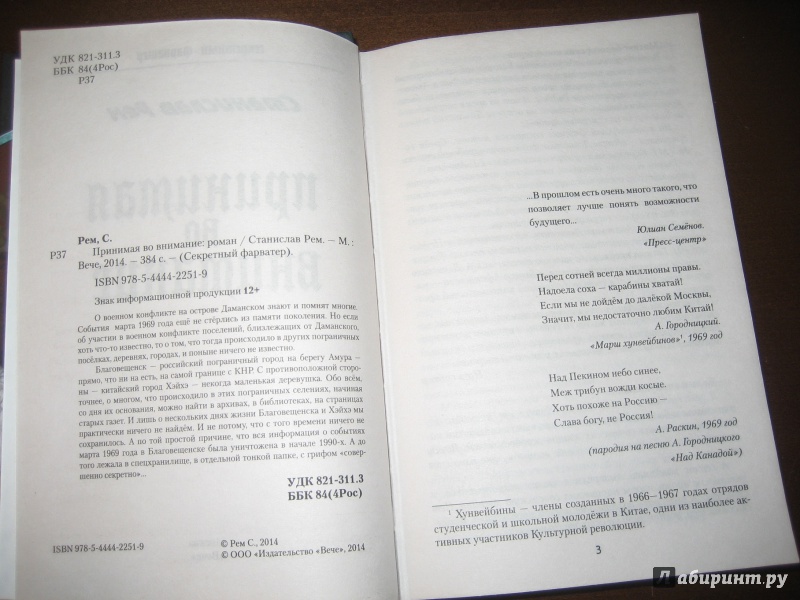 УДК 821-311.3
ББК 84(4Рос)
Р37
Рем, С.
Р37 Принимая во внимание: роман / Станислав Рем. – М. :
Вече, 2014. – 384 с. – (Секретный фарватер).
ISBN 978-5-4444-2251-9
Знак информационной продукции 12+
О военном конфликте на острове Даманском знают и помнят многие.
События марта 1969 года ещё не стёрлись из памяти поколений. Но если
об участии в военном конфликте поселений, близлежащих от Даманского,
хоть что-то известно, то о том, что тогда происходило в других пограничных
посёлках, деревнях, городах, и поныне ничего не известно.
Благовещенск – российский пограничный город на берегу Амура –
прямо, что ни на есть, на самой границе с КНР. С противоположной сторо-
ны – китайский город Хэйхэ – некогда маленькая деревушка. Обо всём,
точнее, о многом, что происходило в этих пограничных селениях, начиная
со дня их основания, можно найти в архивах, в библиотеках, на страницах
старых газет. И лишь о нескольких днях жизни Благовещенска и Хэйхэ мы
практически ничего не найдём. И не потому, что с того времени ничего не
сохранилось. А по той простой причине, что вся информация о событиях
марта 1969 года в Благовещенске была уничтожена в начале 1990-х. А до
того лежала в спецхранилище, в отдельной тонкой папке, с грифом «совер-
шенно секретно»...
УДК 821-311.3
ББК 84(4Рос)
ISBN 978-5-4444-2251-9
© Рем С., 2014
© ООО «Издательство «Вече», 2014
...В прошлом есть очень много такого, что
позволяет лучше понять возможности
будущего...
Юлиан Семёнов.
«Пресс-центр»
Перед сотней всегда миллионы правы.
Надоела соха – карабины хватай!
Если мы не дойдём до далёкой Москвы,
Значит, мы недостаточно любим Китай!
А. Городницкий.
«Марш хунвейбинов»¹, 1969 год
Над Пекином небо синее,
Меж трибун вожди косые.
Хоть похоже на Россию –
Слава богу, не Россия!
А. Раскин, 1969 год
(пародия на песню А. Городницкого
«Над Канадой»)
¹ Хунвейбины – члены созданных в 1966—1967 годах отрядов
студенческой и школьной молодёжи в Китае, одни из наиболее ак-
тивных участников Культурной революции.
3
Лабиринт.ру